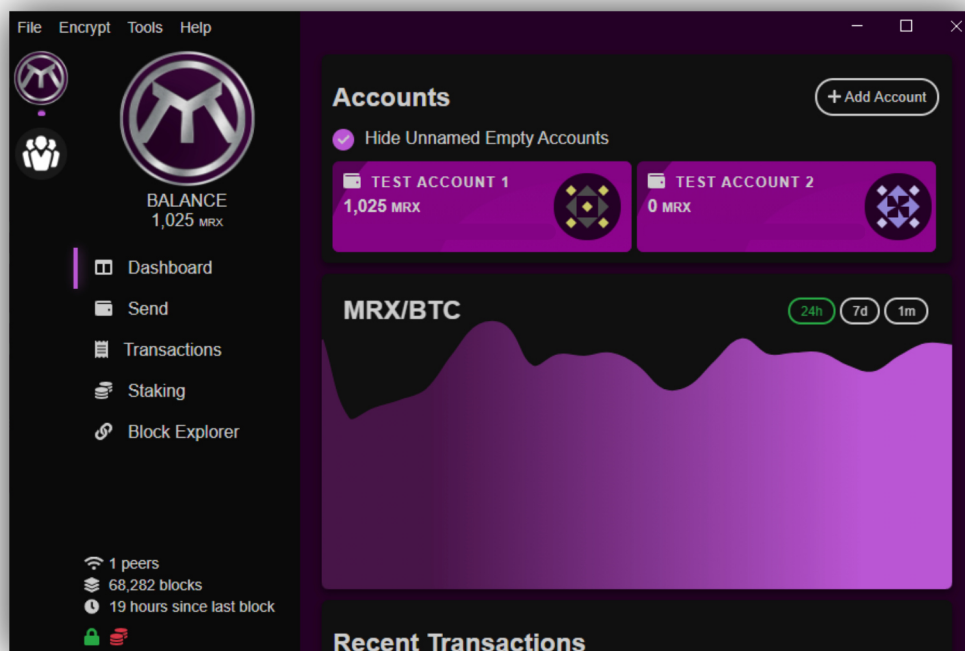 File Encrypt Tools Help
BALANCE
1,025 MRX
Dashboard
Send
Transactions
Staking
Block Explorer
1 peers
68,282 blocks
19 hours since last block
Accounts
+ Add Account
Hide Unnamed Empty Accounts
TEST ACCOUNT 1
1,025 MRX
TEST ACCOUNT 2
0 MRX
MRX/BTC
24h 7d 1m
Recent Transactions